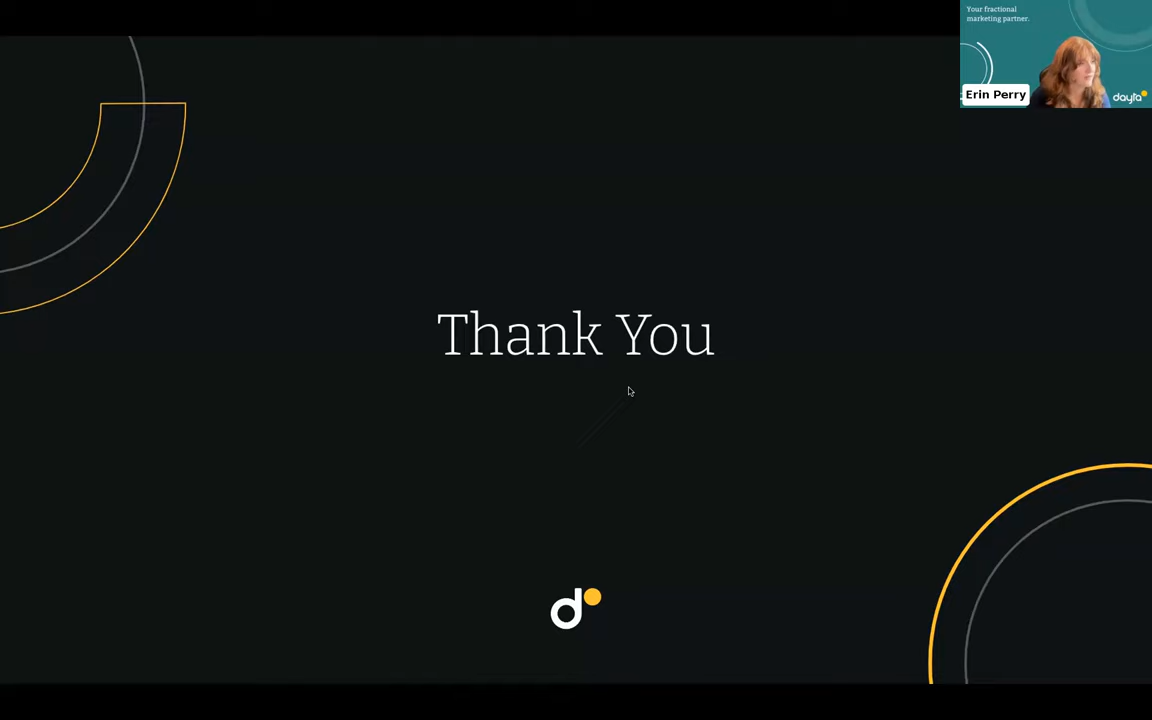 Your fractional
marketing partner.
Erin Perry
dayta
Thank You
d